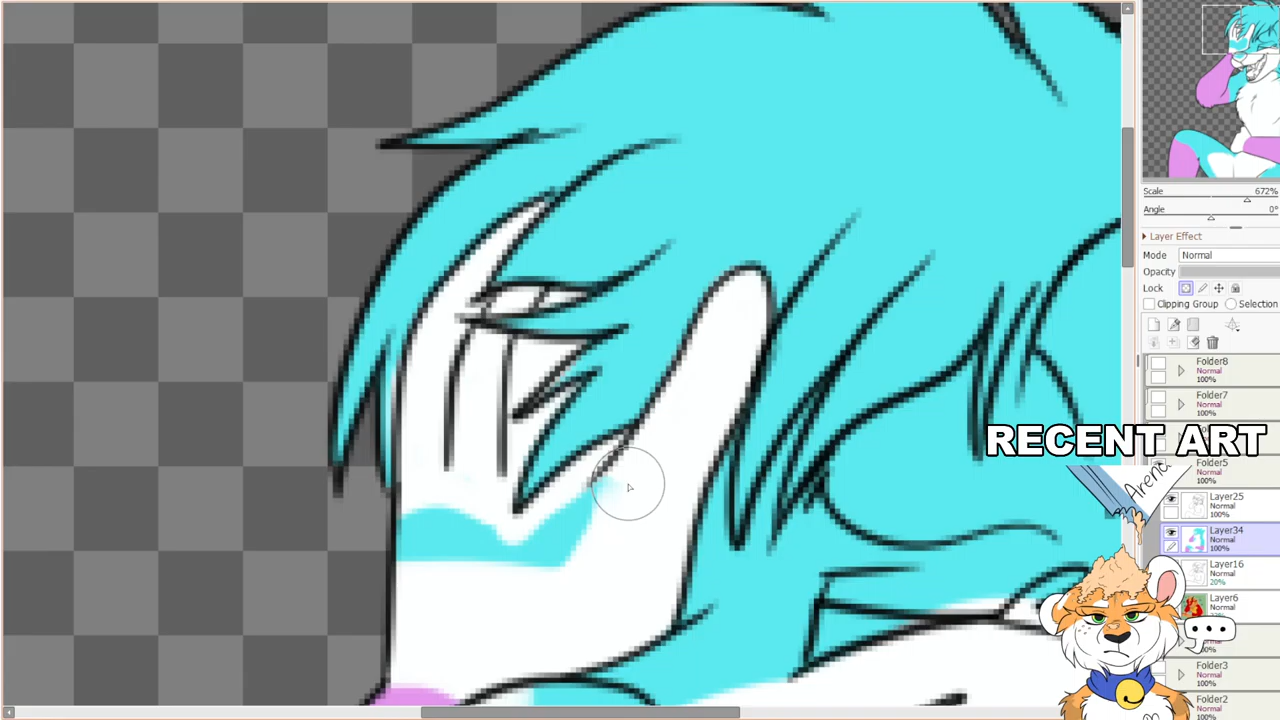 Scale 672%
Angle 0°
Layer Effect
Mode Normal
Opacity
Lock
Clipping Group Selection
Folder8
Normal
100%
Folder7
Normal
100%
RECENT ART
Folder5
Normal
100%
Arena
Layer25
Normal
100%
Layer34
Normal
100%
Layer16
Normal
20%
Layer6
Normal
Folder3
Normal
100%
Folder2
Normal